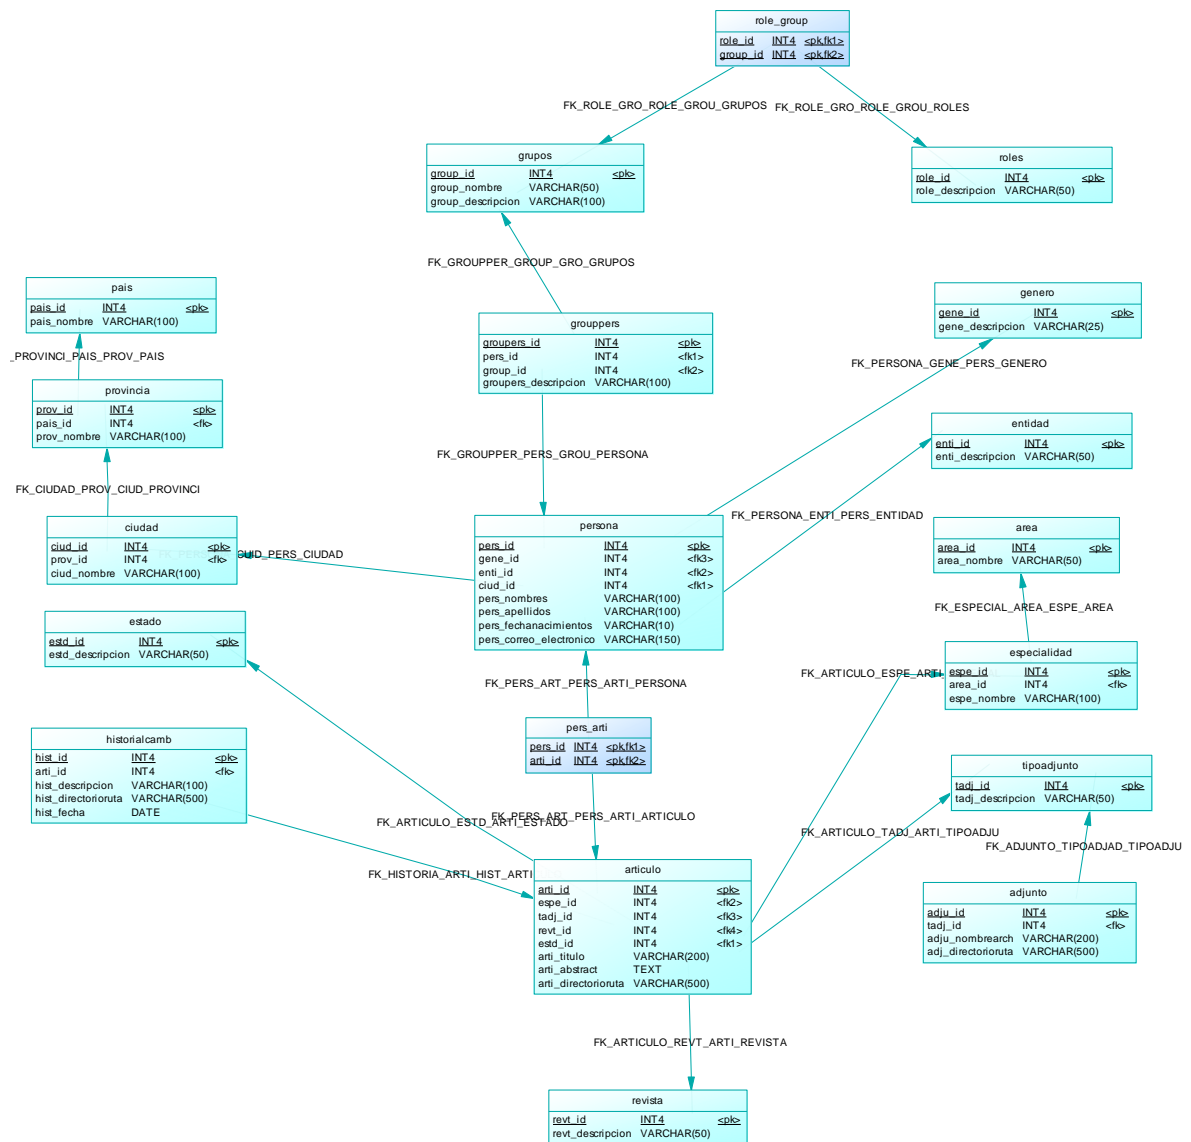 role_group
role_id INT4 <pk,fk1>
group_id INT4 <pk,fk2>
FK_ROLE_GRO_ROLE_GROU_GRUPOS
FK_ROLE_GRO_ROLE_GROU_ROLES
grupos
group_id INT4 <pk>
group_nombre VARCHAR(50)
group_descripcion VARCHAR(100)
roles
role_id INT4 <pk>
role_descripcion VARCHAR(50)
FK_GROUPPER_GROUP_GRO_GRUPOS
pais
pais_id INT4 <pk>
pais_nombre VARCHAR(100)
genero
gene_id INT4 <pk>
gene_descripcion VARCHAR(25)
grouppers
groupers_id INT4 <pk>
pers_id INT4 <fk1>
group_id INT4 <fk2>
groupers_descripcion VARCHAR(100)
_PROVINCI_PAIS_PROV_PAIS
FK_PERSONA_GENE_PERS_GENERO
provincia
prov_id INT4 <pk>
pais_id INT4 <fk>
prov_nombre VARCHAR(100)
entidad
enti_id INT4 <pk>
enti_descripcion VARCHAR(50)
FK_GROUPPER_PERS_GROU_PERSONA
FK_CIUDAD_PROV_CIUD_PROVINCI
FK_PERSONA_ENTI_PERS_ENTIDAD
ciudad
ciud_id INT4 <pk>
prov_id INT4 <fk>
ciud_nombre VARCHAR(100)
CIUD_PERS_CIUDAD
persona
pers_id INT4 <pk>
gene_id INT4 <fk3>
enti_id INT4 <fk2>
ciud_id INT4 <fk1>
pers_nombres VARCHAR(100)
pers_apellidos VARCHAR(100)
pers_fechanacimientos VARCHAR(10)
pers_correo_electronico VARCHAR(150)
area
area_id INT4 <pk>
area_nombre VARCHAR(50)
FK_ESPECIAL_AREA_ESPE_AREA
estado
estd_id INT4 <pk>
estd_descripcion VARCHAR(50)
especialidad
espe_id INT4 <pk>
area_id INT4 <fk>
espe_nombre VARCHAR(100)
FK_PERS_ART_PERS_ARTI_PERSONA
FK_ARTICULO_ESPE_ARTI_
pers_arti
pers_id INT4 <pk,fk1>
arti_id INT4 <pk,fk2>
historialcamb
hist_id INT4 <pk>
arti_id INT4 <fk>
hist_descripcion VARCHAR(100)
hist_directorioruta VARCHAR(500)
hist_fecha DATE
tipoadjunto
tadj_id INT4 <pk>
tadj_descripcion VARCHAR(50)
FK_ARTICULO_ESTD_ARTI_ESTADO
FK_PERS_ART_PERS_ARTI_ARTICULO
FK_ARTICULO_TADJ_ARTI_TIPOADJU
FK_ADJUNTO_TIPOADJAD_TIPOADJU
FK_HISTORIA_ARTI_HIST_ARTI
articulo
arti_id INT4 <pk>
espe_id INT4 <fk2>
tadj_id INT4 <fk3>
revt_id INT4 <fk4>
estd_id INT4 <fk1>
arti_titulo VARCHAR(200)
arti_abstract TEXT
arti_directorioruta VARCHAR(500)
adjunto
adju_id INT4 <pk>
tadj_id INT4 <fk>
adju_nombrearch VARCHAR(200)
adj_directorioruta VARCHAR(500)
FK_ARTICULO_REVT_ARTI_REVISTA
revista
revt_id INT4 <pk>
revt_descripcion VARCHAR(50)